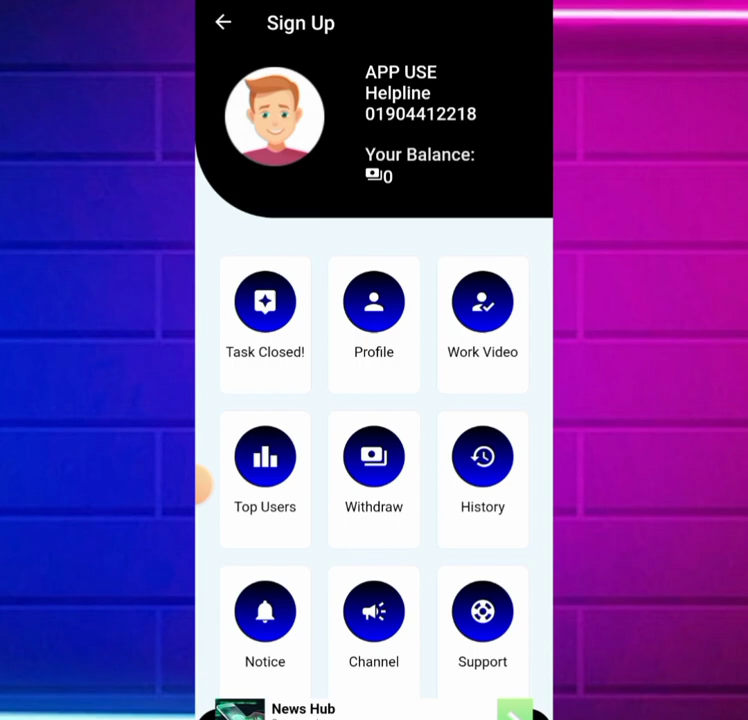 Sign Up
APP USE
Helpline
01904412218
Your Balance:
0
Task Closed!
Profile
Work Video
Top Users
Withdraw
History
Notice
Channel
Support
News Hub